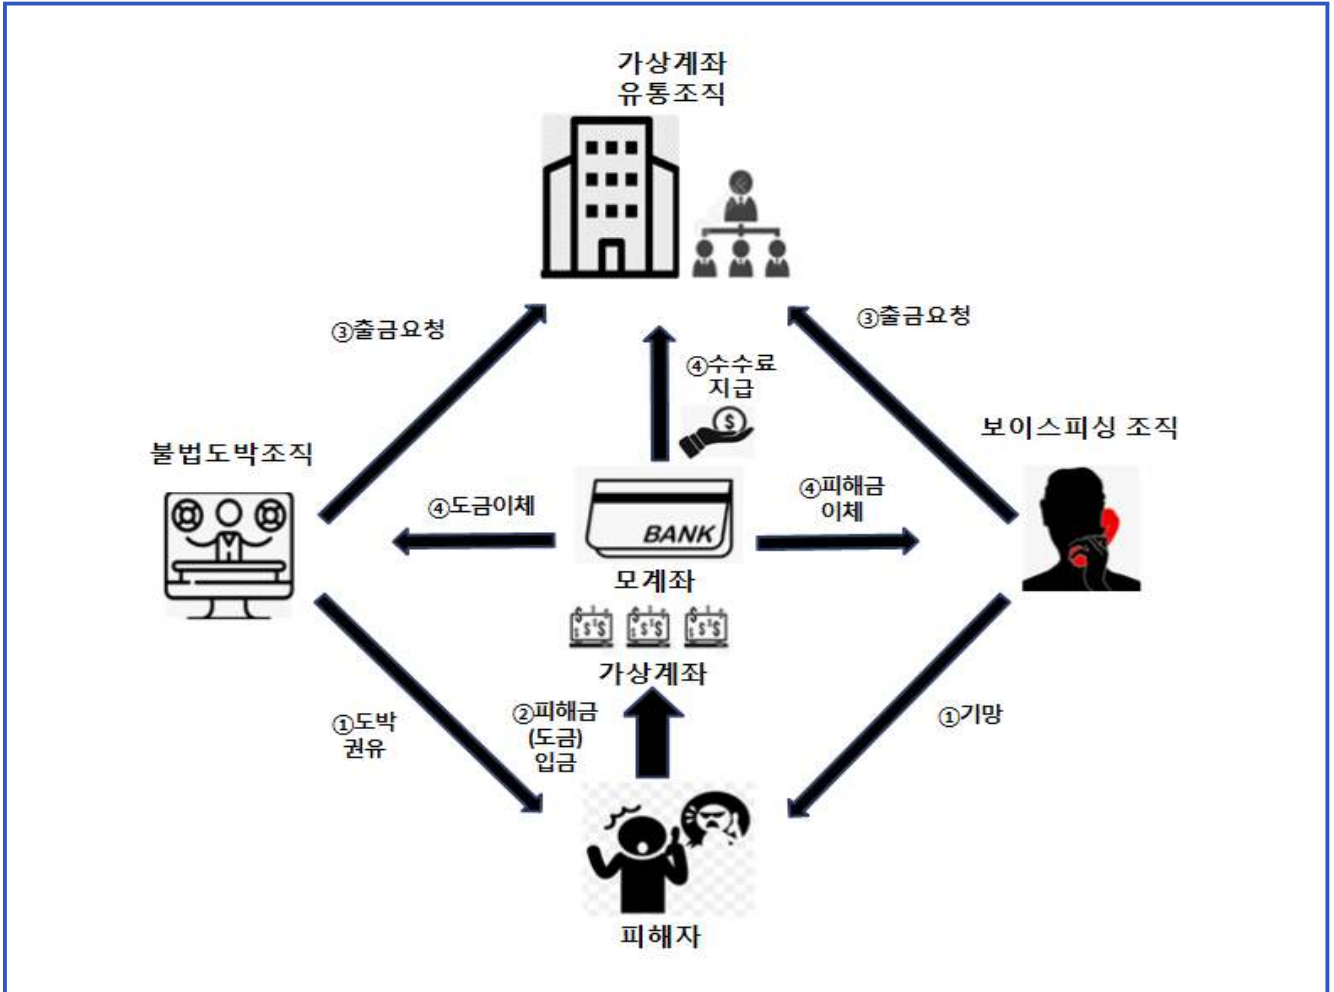 가상계좌
유통조직
③출금요청
③출금요청
④수수료
지급
$
불법도박조직
보이스피싱 조직
④도금이체
④피해금
이체
BANK
모계좌
$ $ $ $
$ $ $ $
$ $ $ $
가상계좌
①도박
권유
②피해금
(도금)
입금
①기망
피해자